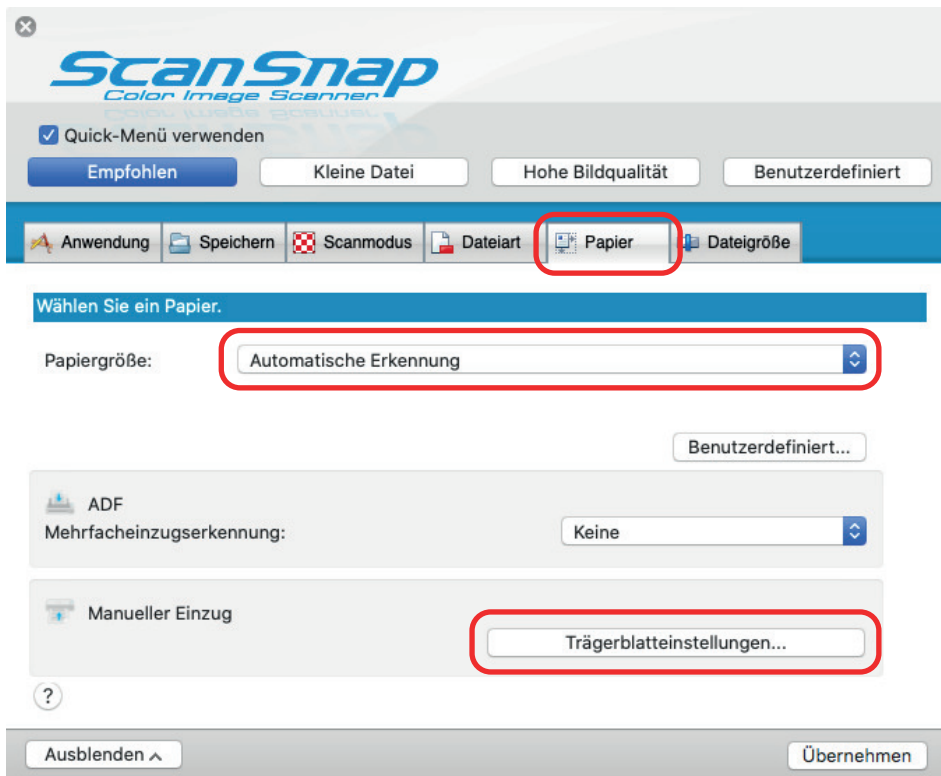 ScanSnap
Color Image Scanner
Quick-Menü verwenden
Empfohlen Kleine Datei Hohe Bildqualität Benutzerdefiniert
Anwendung Speichern Scanmodus Dateiart Papier Dateigröße
Wählen Sie ein Papier.
Papiergröße: Automatische Erkennung
Benutzerdefiniert...
ADF
Mehrfacheinzugserkennung: Keine
Manueller Einzug
Trägerblatteinstellungen...
?
Ausblenden Übernehmen